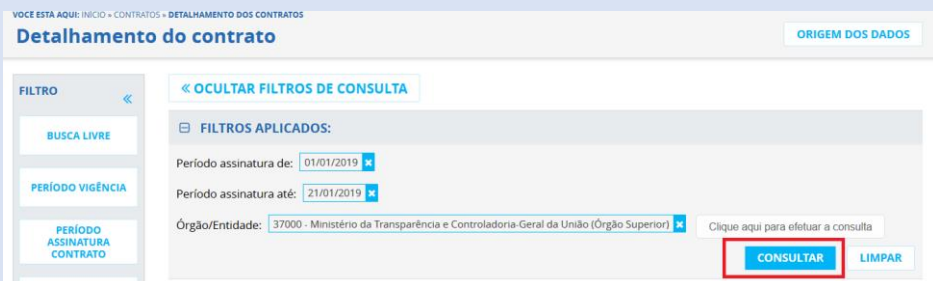 VOCÊ ESTÁ AQUI: INÍCIO » CONTRATOS » DETALHAMENTO DOS CONTRATOS
Detalhamento do contrato
ORIGEM DOS DADOS
FILTRO «
BUSCA LIVRE
PERÍODO VIGÊNCIA
PERÍODO
ASSINATURA
CONTRATO
« OCULTAR FILTROS DE CONSULTA
FILTROS APLICADOS:
Período assinatura de: 01/01/2019 x
Período assinatura até: 21/01/2019 x
Órgão/Entidade: 37000 - Ministério da Transparência e Controladoria-Geral da União (Órgão Superior) x
Clique aqui para efetuar a consulta
CONSULTAR LIMPAR